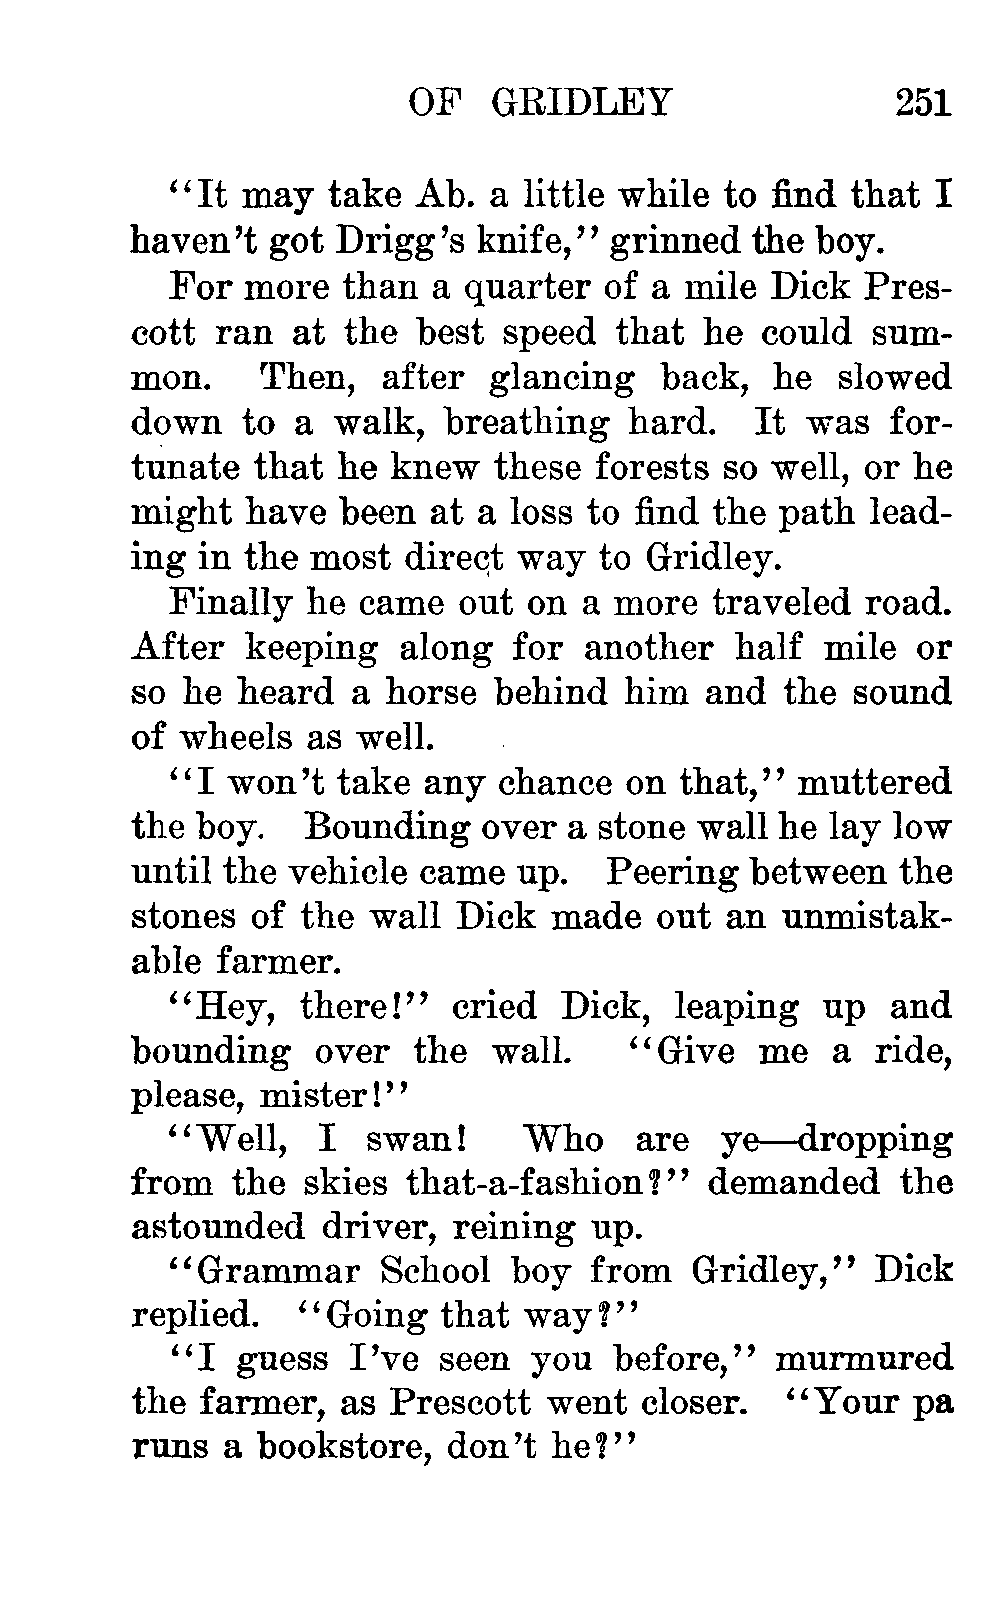 OF GRIDLEY 251
“It may take Ab. a little while to find that I
haven’t got Drigg’s knife,” grinned the boy.
For more than a quarter of a mile Dick Pres-
cott ran at the best speed that he could sum-
mon. Then, after glancing back, he slowed
down to a walk, breathing hard. It was for-
tunate that he knew these forests so well, or he
might have been at a loss to find the path lead-
ing in the most direct way to Gridley.
Finally he came out on a more traveled road.
After keeping along for another half mile or
so he heard a horse behind him and the sound
of wheels as well.
“I won’t take any chance on that,” muttered
the boy. Bounding over a stone wall he lay low
until the vehicle came up. Peering between the
stones of the wall Dick made out an unmistak-
able farmer.
“Hey, there!” cried Dick, leaping up and
bounding over the wall. “Give me a ride,
please, mister!”
“Well, I swan! Who are ye—dropping
from the skies that-a-fashion?” demanded the
astounded driver, reining up.
“Grammar School boy from Gridley,” Dick
replied. “Going that way?”
“I guess I’ve seen you before,” murmured
the farmer, as Prescott went closer. “Your pa
runs a bookstore, don’t he?”